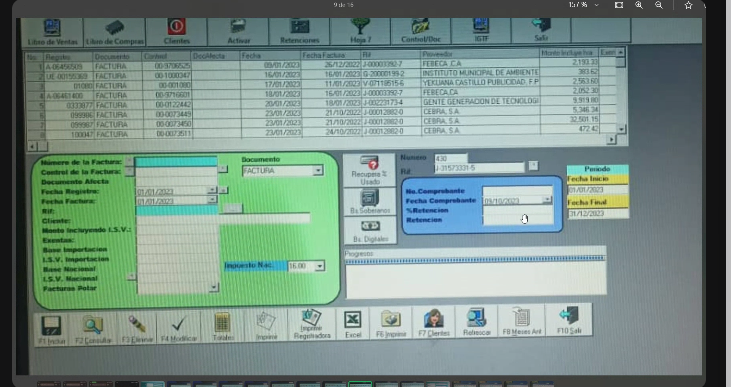 9 de 16
157 %
Libro de Ventas Libro de Compras Clientes Activar Retenciones Hoja 7 Control/Doc IGTF Salir
No. Registro Documento Control DocAfecta Fecha Fecha Factura Rif Proveedor Monto Incluye Iva
1 A-06450509 FACTURA 00-9706525 09/01/2023 26/12/2022 J-00003392-7 FEBECA C.A 2,193.33
2 UE-00155369 FACTURA 00-1000347 16/01/2023 16/01/2023 G-20000199-2 INSTITUTO MUNICIPAL DE AMBIENTE 383.62
3 01080 FACTURA 00-001080 17/01/2023 11/01/2023 V-07118515-6 YEKUANA CASTILLO PUBLICIDAD, F.P 2,563.60
4 A-06461400 FACTURA 00-9716601 18/01/2023 16/01/2023 J-00003392-7 FEBECA,CA 2,052.30
5 0333077 FACTURA 00-0122442 20/01/2023 18/01/2023 J-00223173-4 GENTE GENERACION DE TECNOLOGI 9,919.80
6 099986 FACTURA 00-0073449 23/01/2023 21/10/2022 J-00012882-0 CEBRA, S.A. 5,346.34
7 099987 FACTURA 00-0073450 23/01/2023 21/10/2022 J-00012882-0 CEBRA, S.A. 32,501.15
8 100047 FACTURA 00-0073511 23/01/2023 24/10/2022 J-00012882-0 CEBRA, S.A. 472.42
Número de la Factura:
Control de la Factura:
Documento Afecto
Fecha Registro: 01/01/2023
Fecha Factura: 01/01/2023
Rif:
Cliente:
Monto Incluyendo I.S.V.:
Exentas:
Base Importacion
I.S.V. Importacion
Base Nacional
I.S.V. Nacional
Facturas Polar
Documento
FACTURA
Impuesto Nac. 16.00
Recupera % Usado
Bs.Soberanos
Bs. Digitales
Número 430
Rif J-31573331-5
No.Comprobante
Fecha Comprobante 09/10/2023
%Retencion
Retencion
Periodo
Fecha Inicio
01/01/2023
Fecha Final
31/12/2023
Progreso
F1 Incluir F2 Consultar F3 Eliminar F4 Modificar Totales Imprimir Imprimir Registradora Excel F6 Imprimir F7 Clientes Refrescar F8 Meses Ant F10 Salir